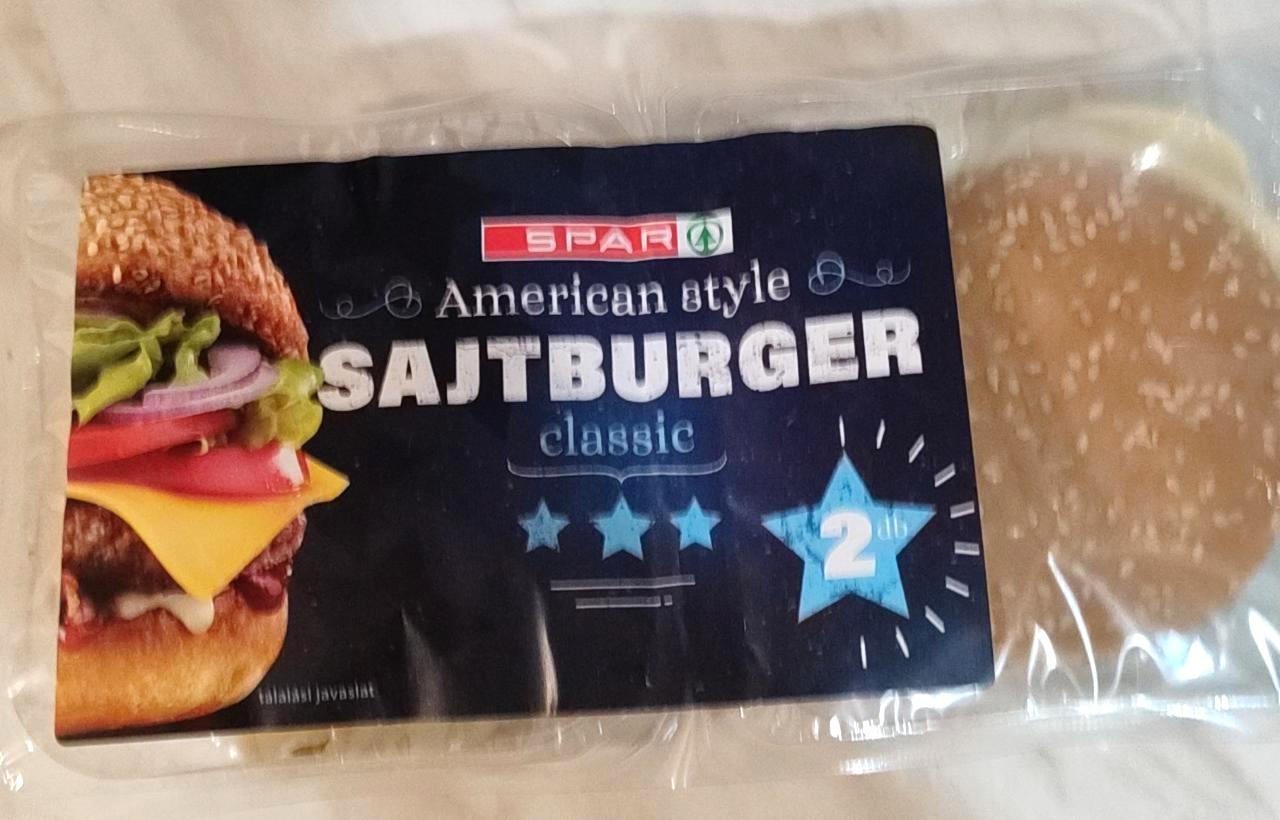 SPAR
American style
SAJTBURGER
classic
2 db
tálalási javaslat